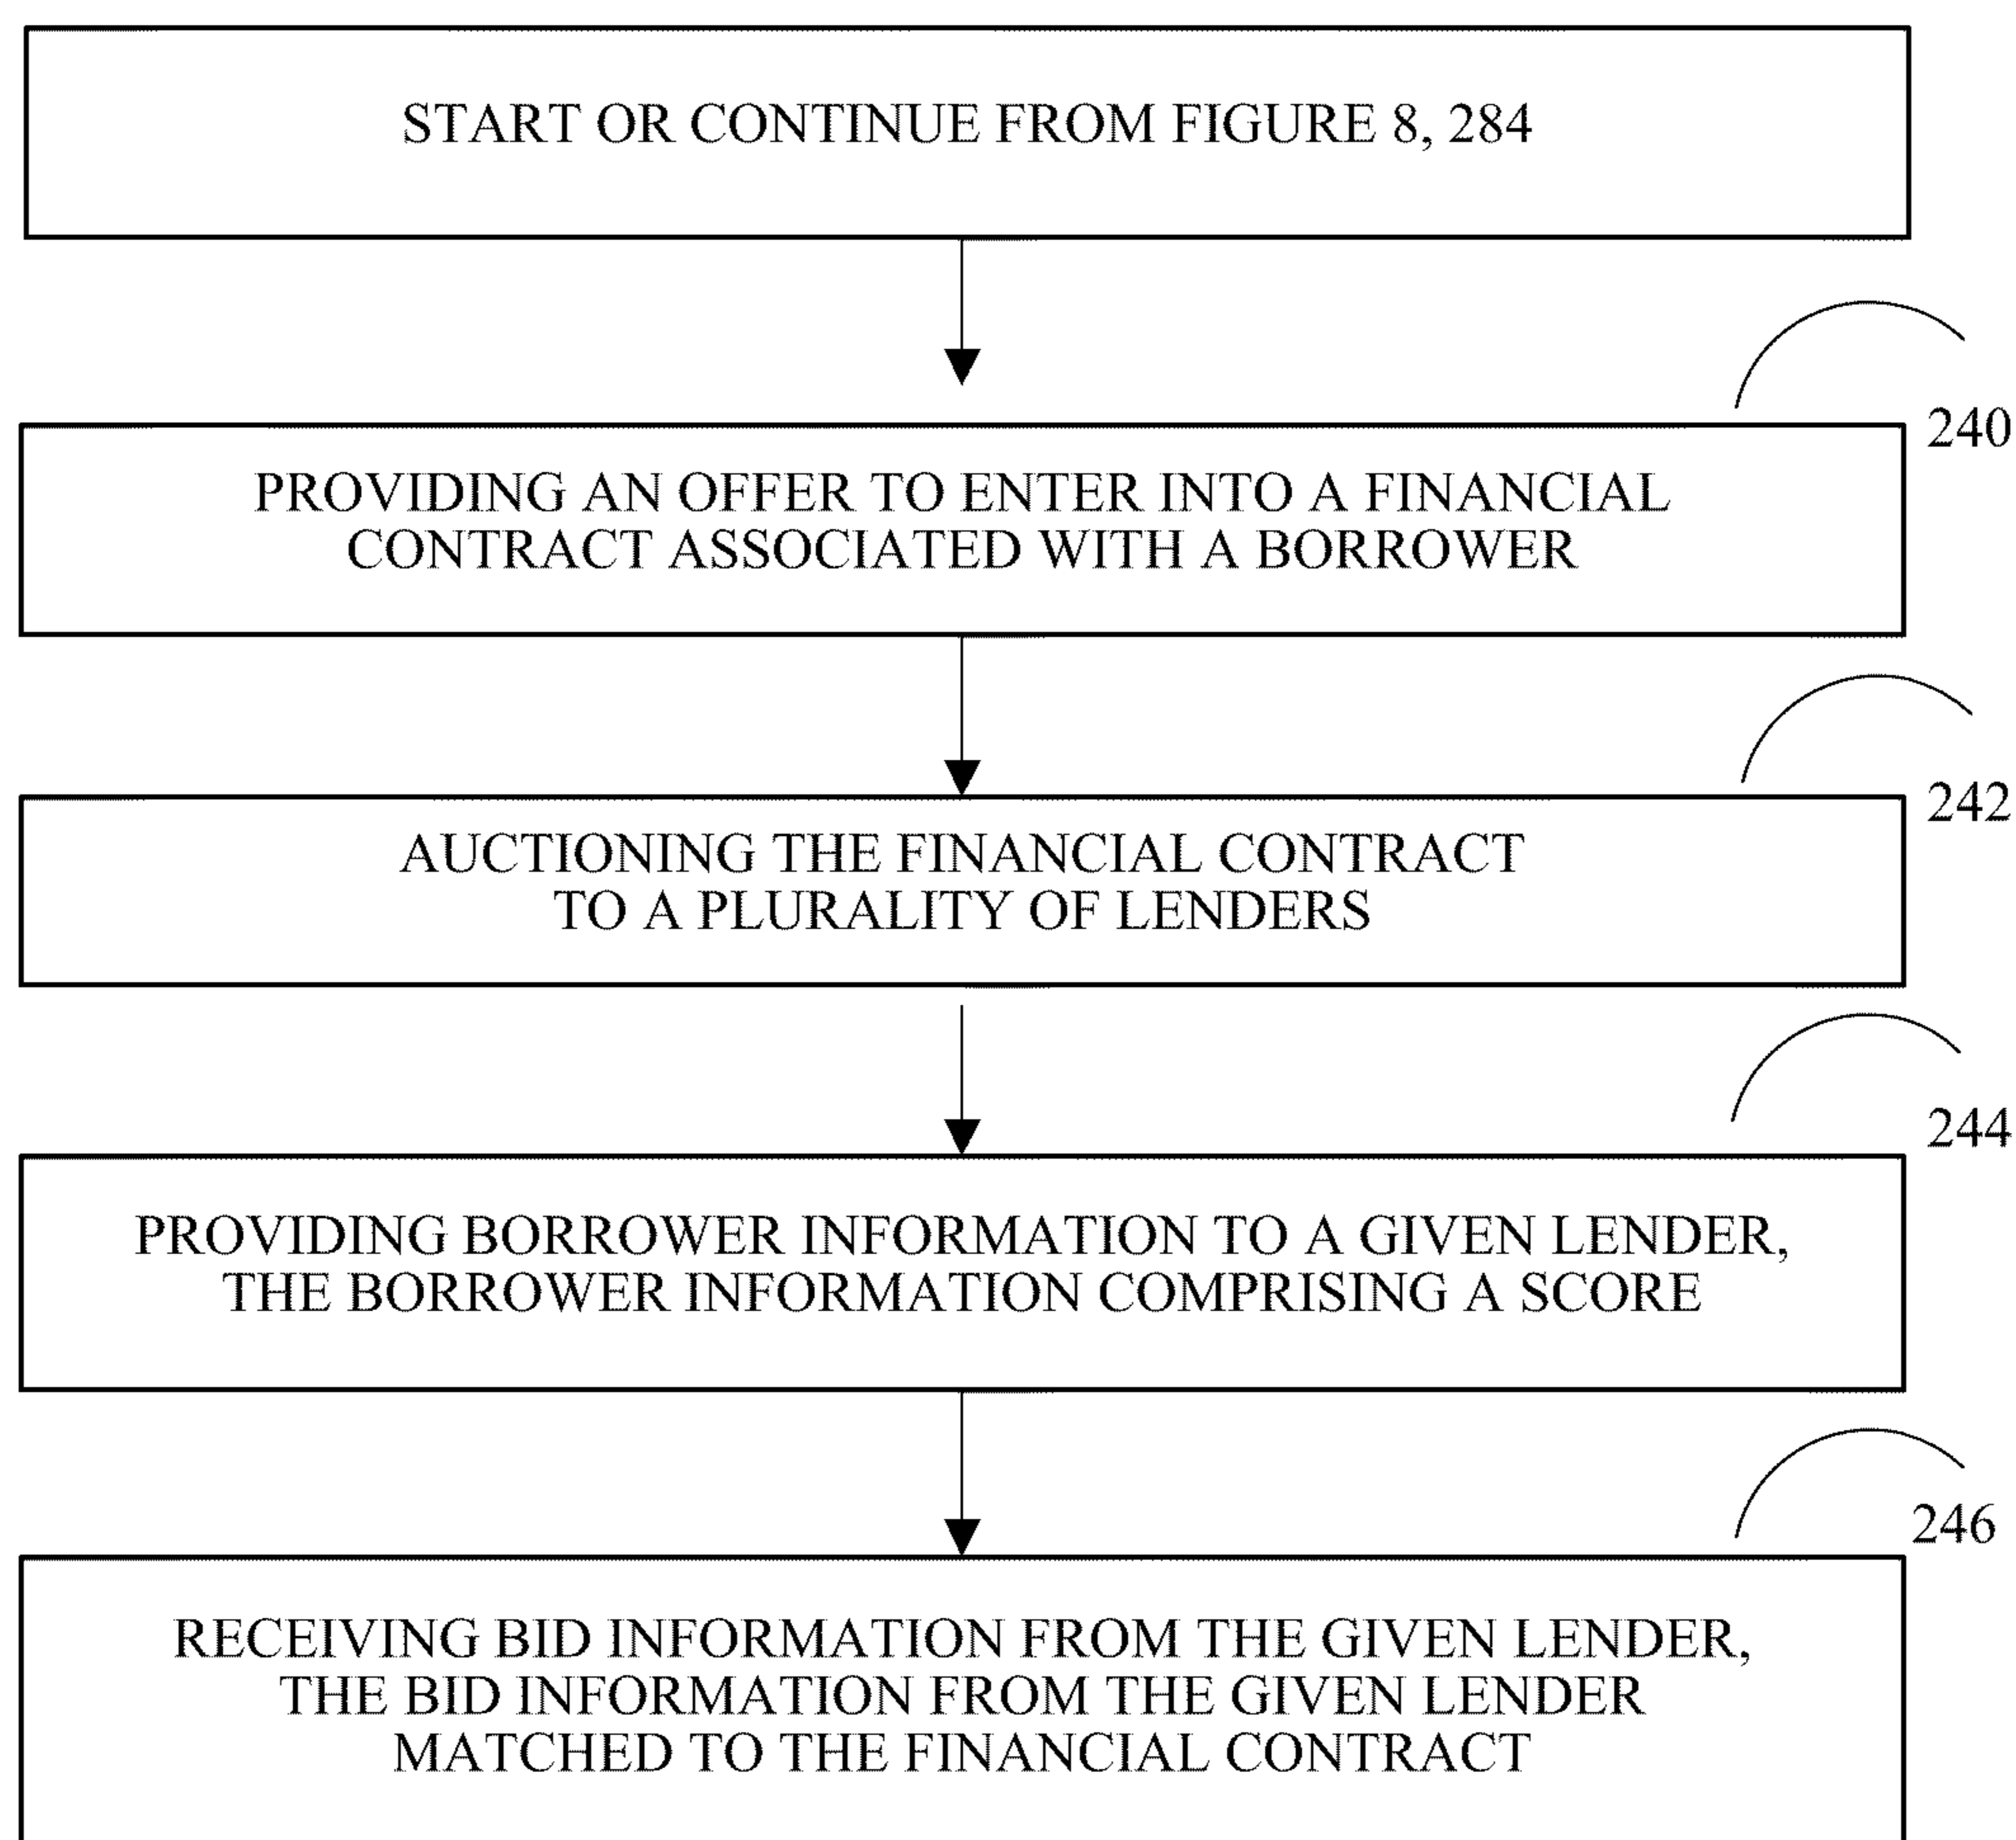 START OR CONTINUE FROM FIGURE 8, 284
240
PROVIDING AN OFFER TO ENTER INTO A FINANCIAL
CONTRACT ASSOCIATED WITH A BORROWER
242
AUCTIONING THE FINANCIAL CONTRACT
TO A PLURALITY OF LENDERS
244
PROVIDING BORROWER INFORMATION TO A GIVEN LENDER,
THE BORROWER INFORMATION COMPRISING A SCORE
246
RECEIVING BID INFORMATION FROM THE GIVEN LENDER,
THE BID INFORMATION FROM THE GIVEN LENDER
MATCHED TO THE FINANCIAL CONTRACT